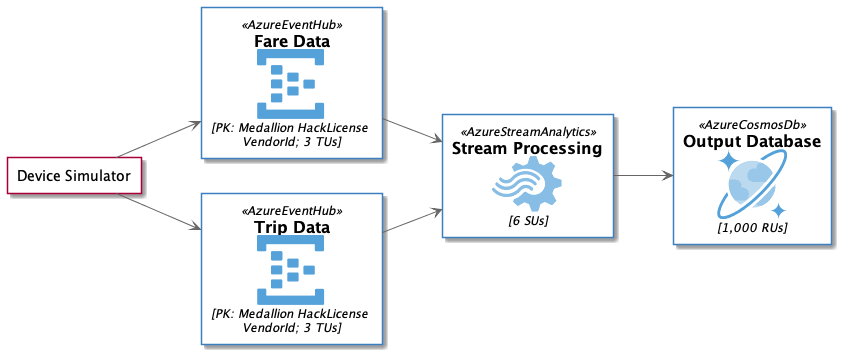 Device Simulator
«AzureEventHub»
Fare Data
[PK: Medallion HackLicense
VendorId; 3 TUs]
«AzureEventHub»
Trip Data
[PK: Medallion HackLicense
VendorId; 3 TUs]
«AzureStreamAnalytics»
Stream Processing
[6 SUs]
«AzureCosmosDb»
Output Database
[1,000 RUs]